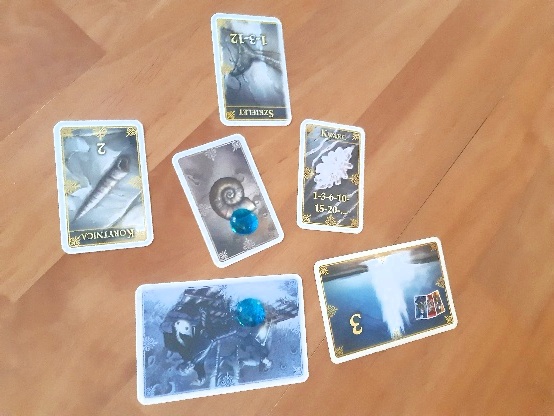 1-3-12
SZKIELET
2
KORYTNICA
KWARC
1-3-6-10-
15-20-...
3